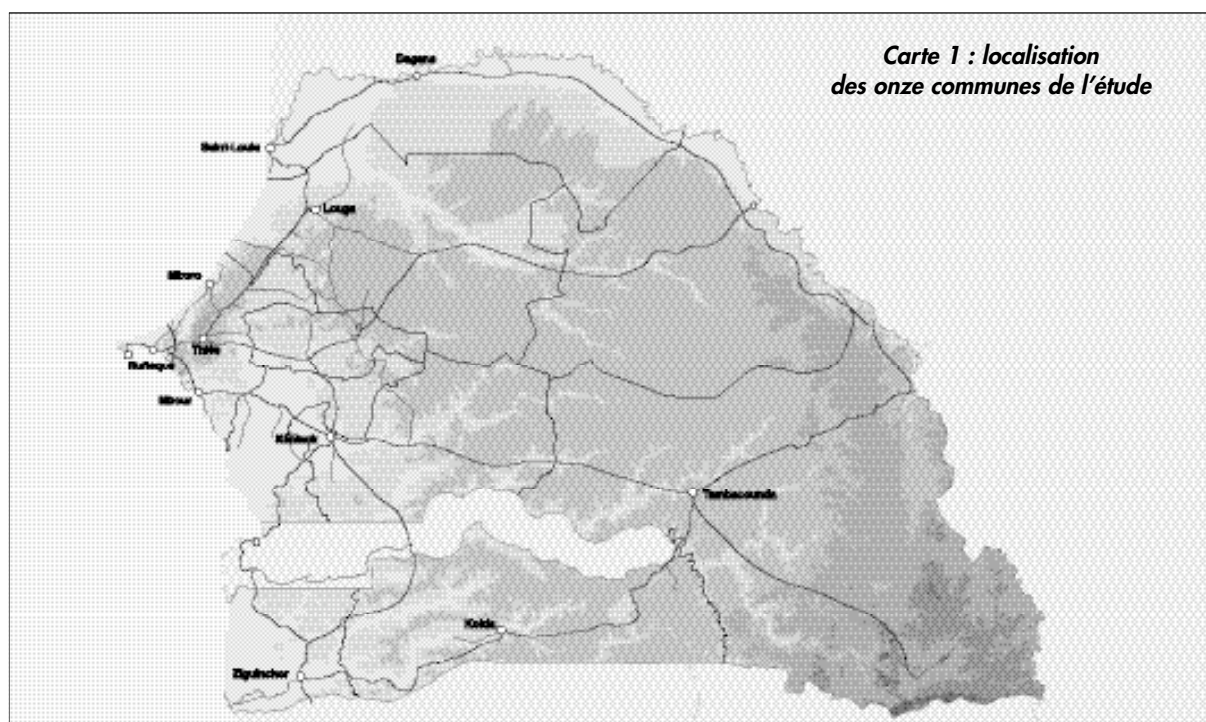 Carte 1 : localisation
des onze communes de l'étude
Dagana
Saint-Louis
Louga
Mboro
Thiès
Rufisque
Mbour
Kaolack
Tambacounda
Kolda
Ziguinchor